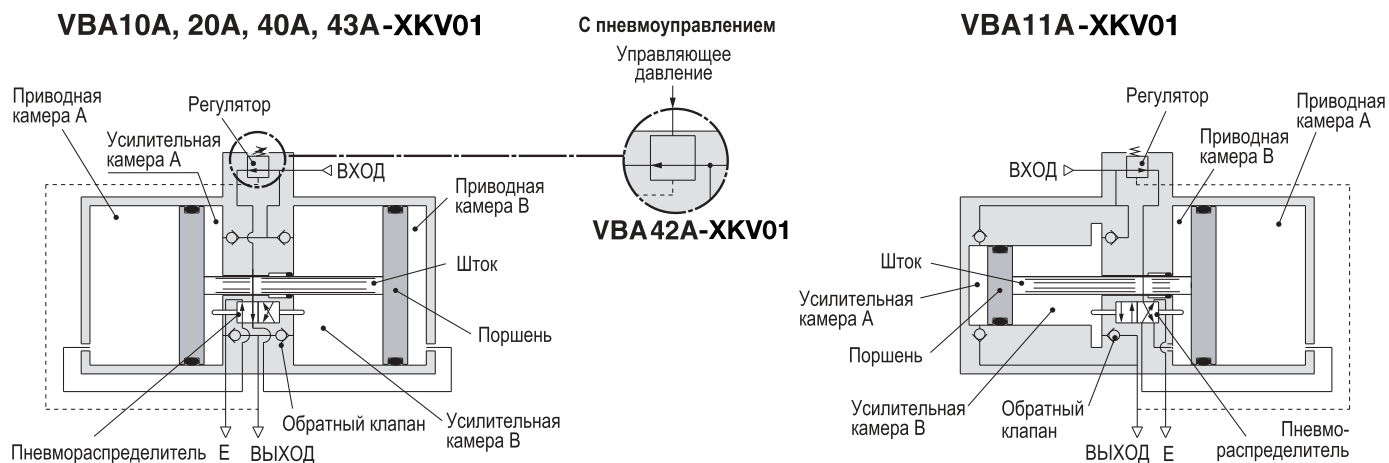 VBA10A, 20A, 40A, 43A-XKV01
С пневмоуправлением
Управляющее
давление
VBA42A-XKV01
Приводная
камера A
Усилительная
камера A
Регулятор
ВХОД
Приводная
камера B
Шток
Поршень
Усилительная
камера B
Обратный клапан
Пневмораспределитель
E
ВЫХОД
VBA11A-XKV01
Регулятор
Приводная
камера A
Приводная
камера B
ВХОД
Шток
Усилительная
камера A
Поршень
Усилительная
камера B
Обратный
клапан
ВЫХОД
E
Пневмо-
распределитель